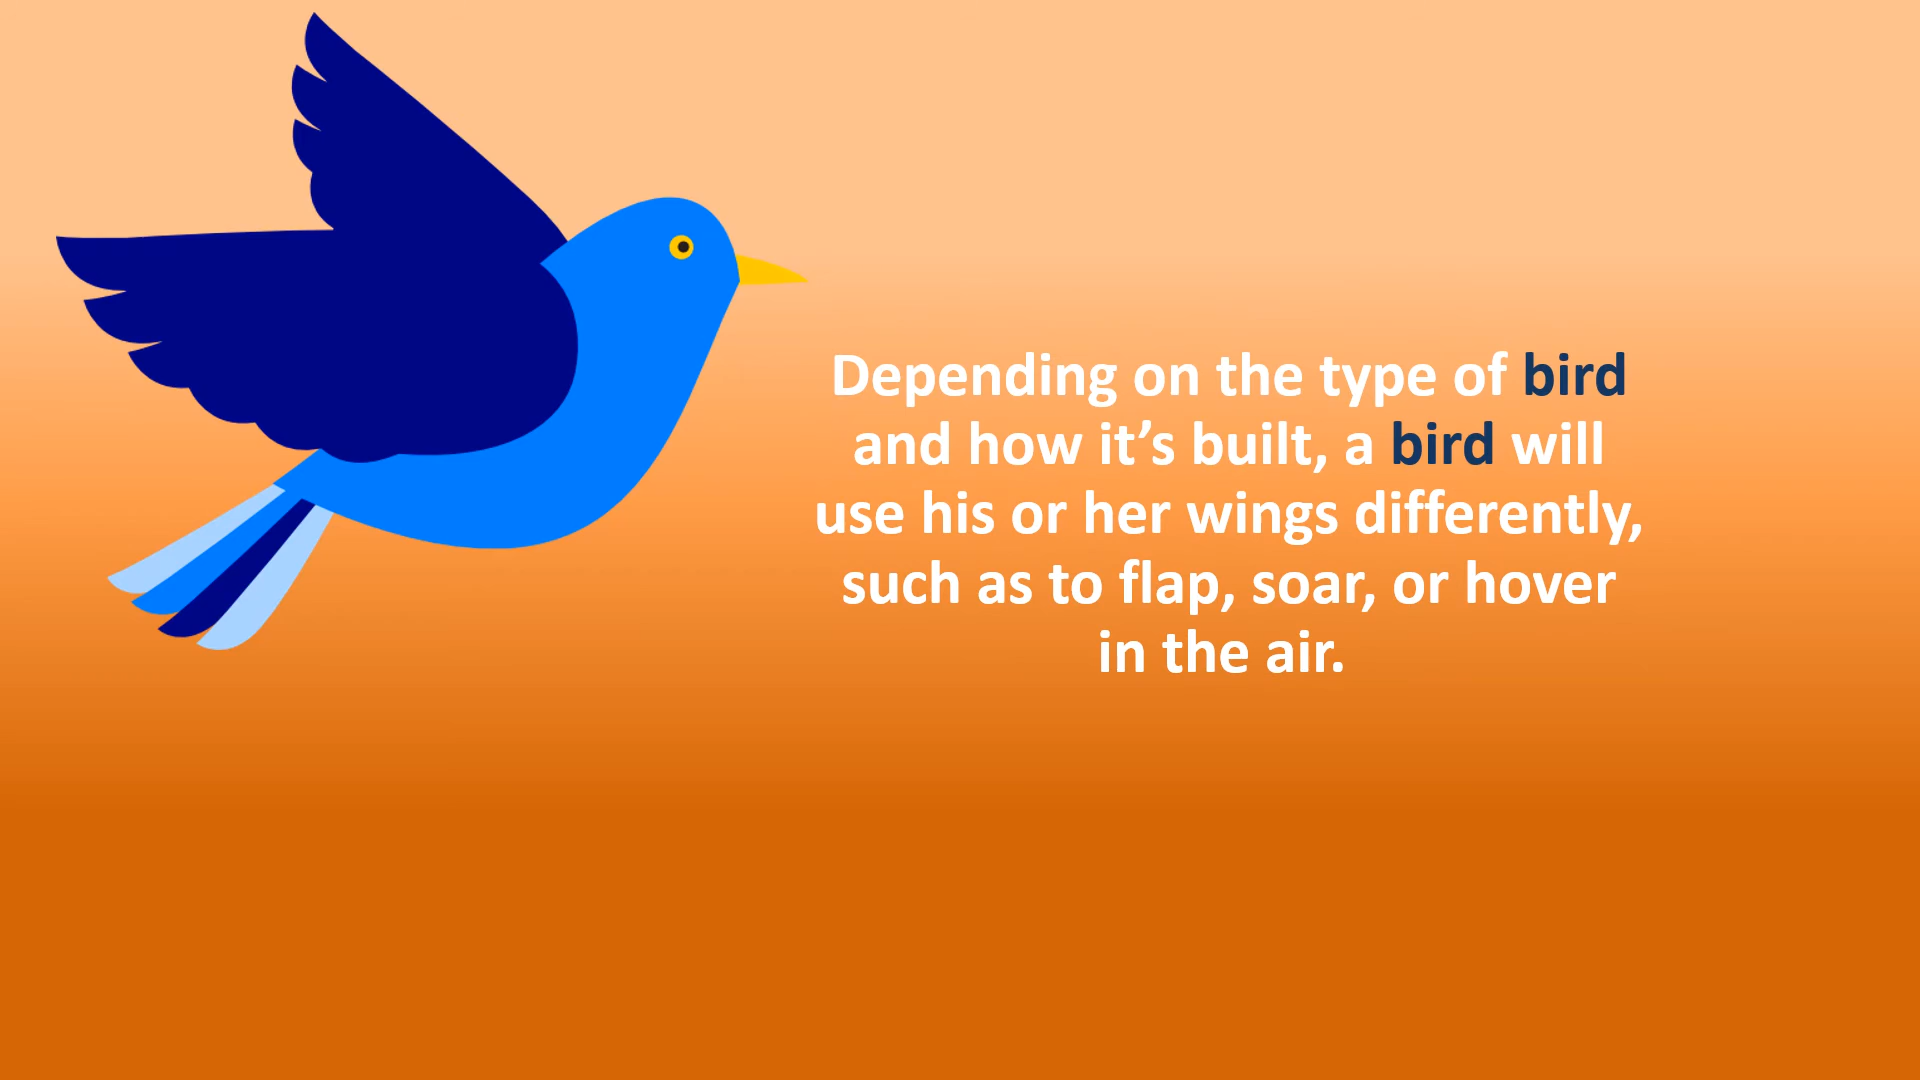 Depending on the type of bird
and how it’s built, a bird will
use his or her wings differently,
such as to flap, soar, or hover
in the air.